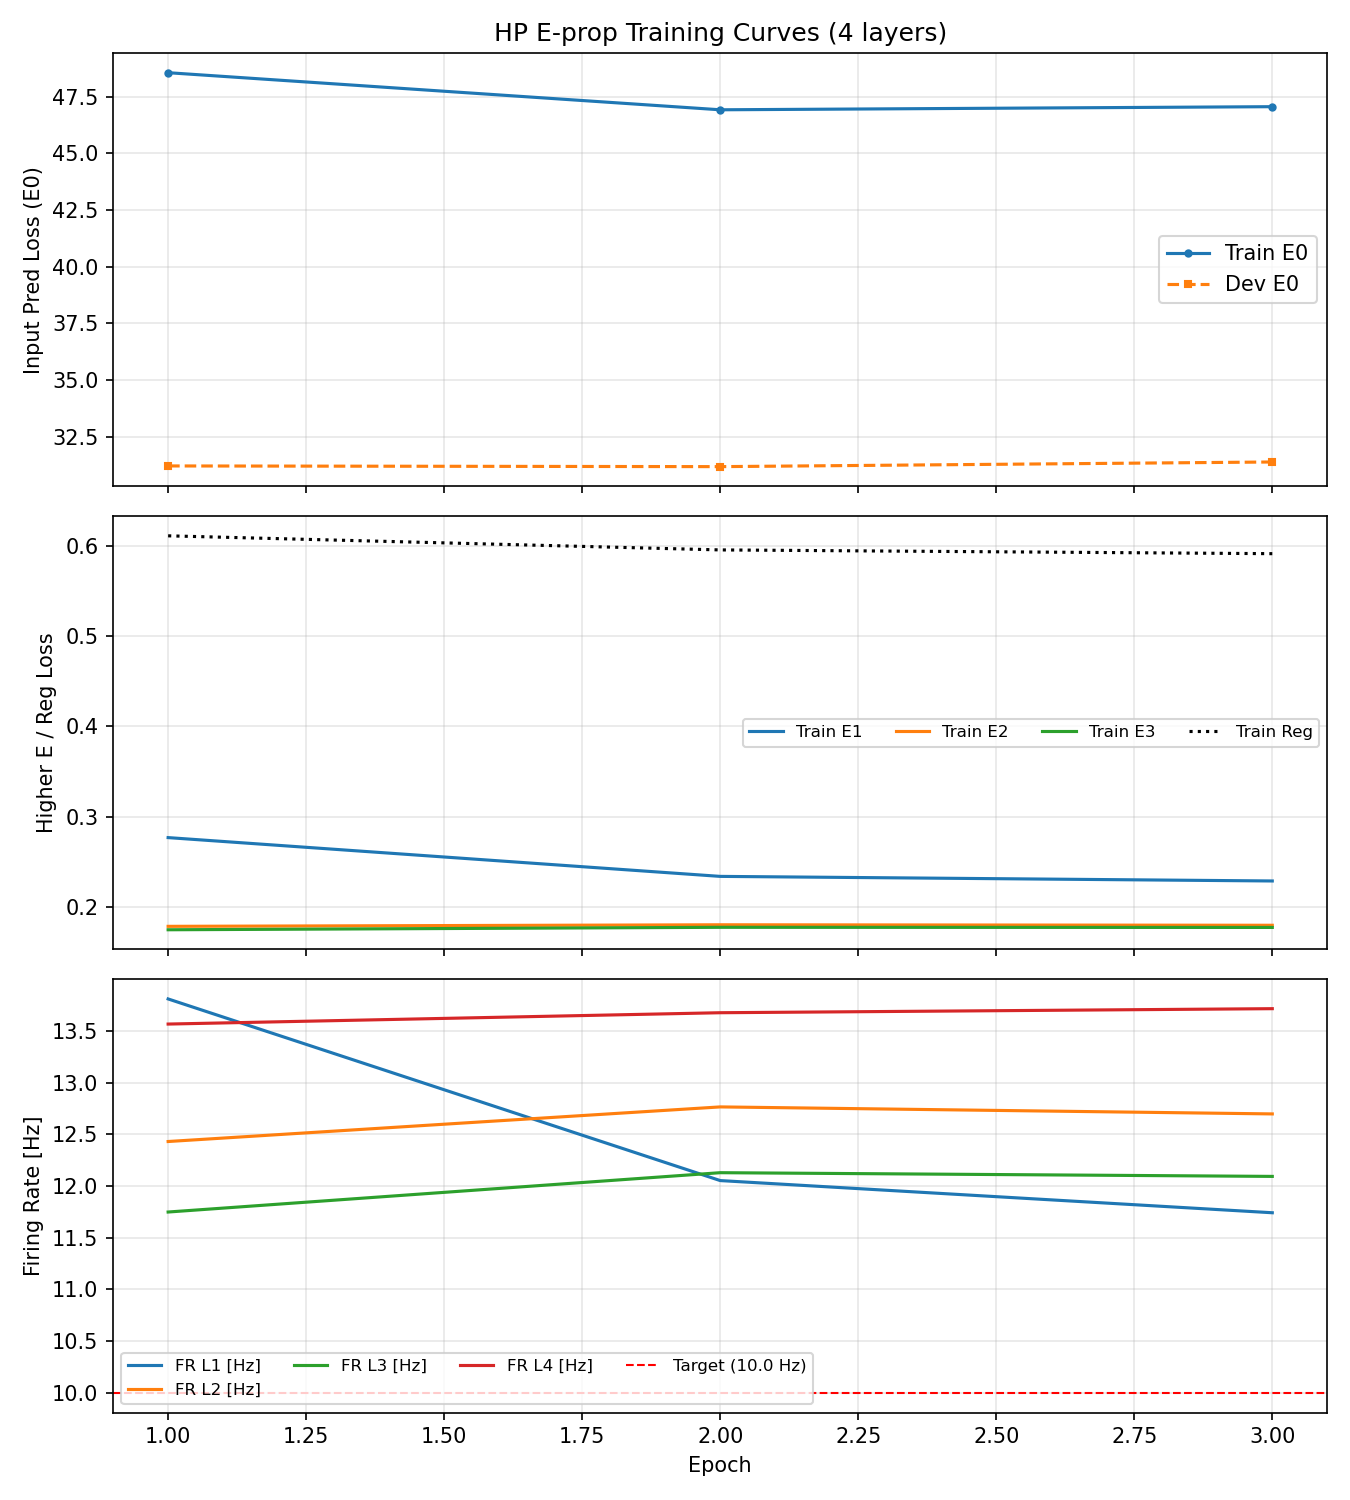 HP E-prop Training Curves (4 layers)
Input Pred Loss (E0)
47.5
45.0
42.5
40.0
37.5
35.0
32.5
Train E0
Dev E0
Higher E / Reg Loss
0.6
0.5
0.4
0.3
0.2
Train E1 Train E2 Train E3 Train Reg
Firing Rate [Hz]
13.5
13.0
12.5
12.0
11.5
11.0
10.5
10.0
FR L1 [Hz] FR L3 [Hz] FR L4 [Hz] Target (10.0 Hz)
FR L2 [Hz]
1.00 1.25 1.50 1.75 2.00 2.25 2.50 2.75 3.00
Epoch